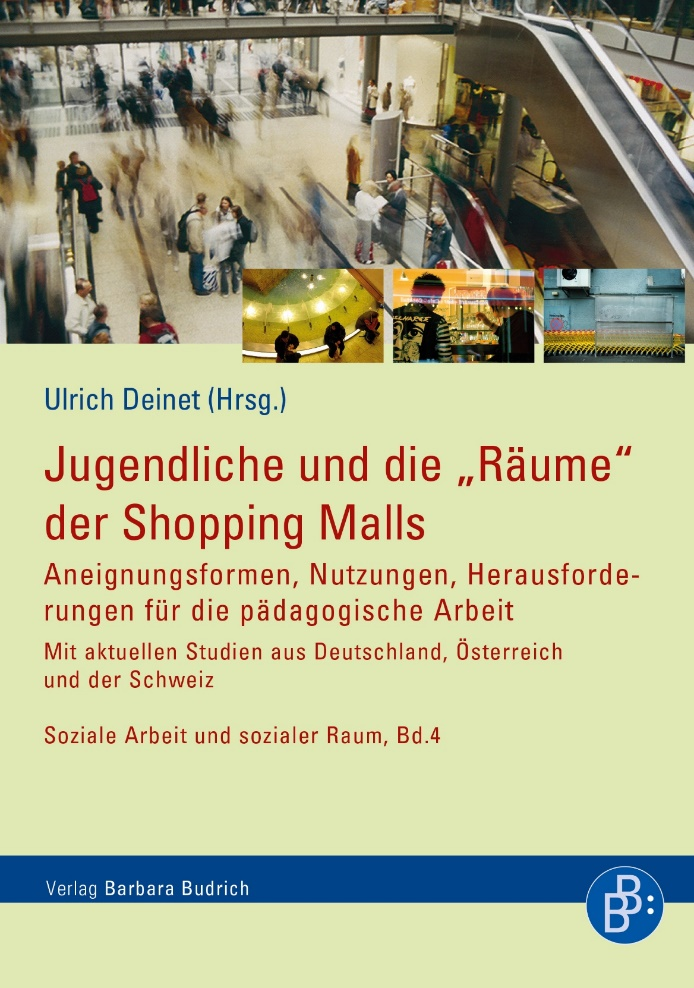 Ulrich Deinet (Hrsg.)
Jugendliche und die „Räume“
der Shopping Malls
Aneignungsformen, Nutzungen, Herausforde-
rungen für die pädagogische Arbeit
Mit aktuellen Studien aus Deutschland, Österreich
und der Schweiz
Soziale Arbeit und sozialer Raum, Bd.4
Verlag Barbara Budrich
BB: